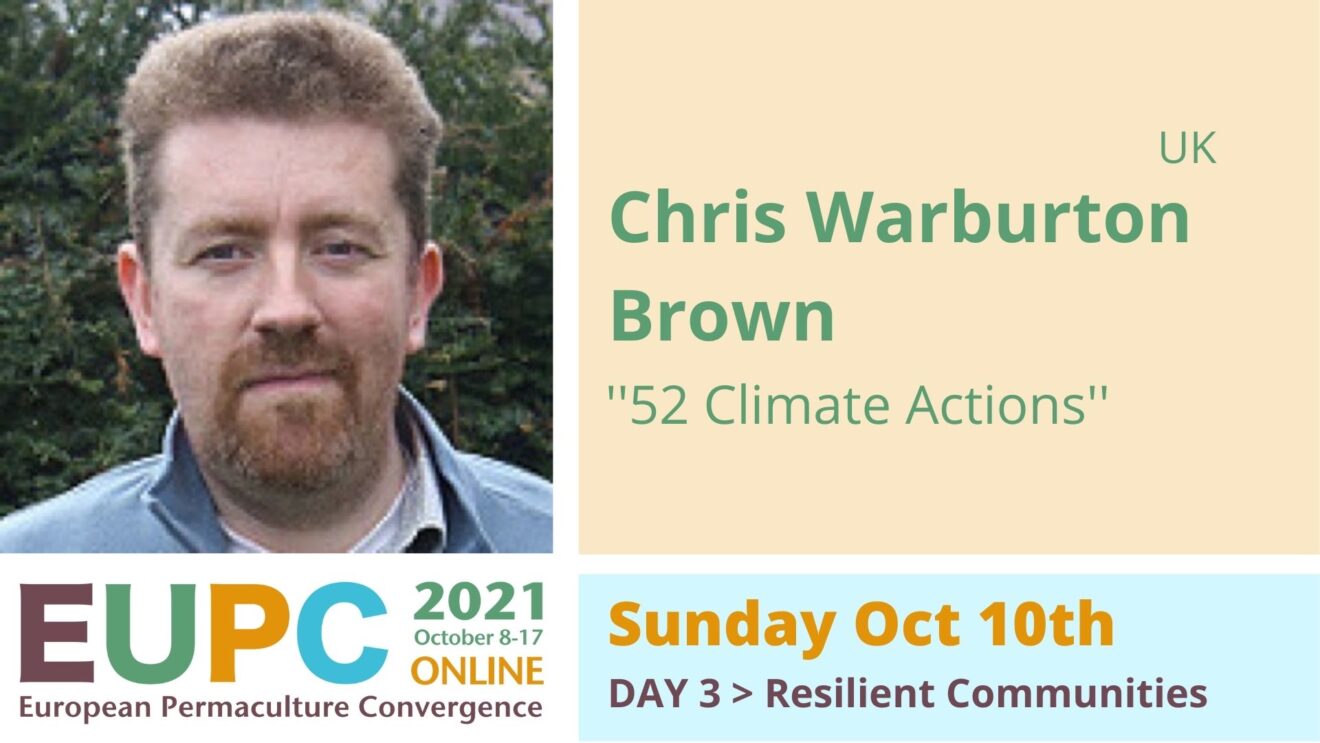 UK
Chris Warburton
Brown
''52 Climate Actions''
EUPC
2021
October 8-17
ONLINE
European Permaculture Convergence
Sunday Oct 10th
DAY 3 > Resilient Communities